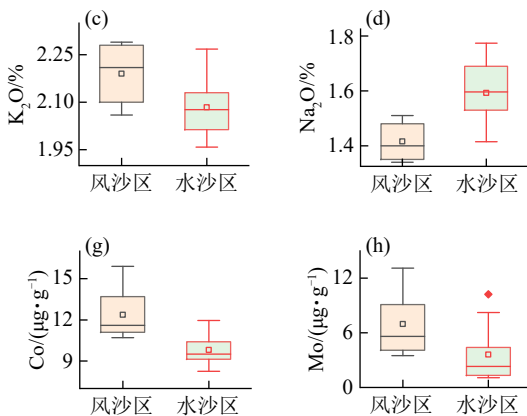 (c)
K₂O/%
2.25
2.10
1.95
风沙区 水沙区
(d)
Na₂O/%
1.8
1.6
1.4
风沙区 水沙区
(g)
Co/(μg•g⁻¹)
15
12
9
风沙区 水沙区
(h)
Mo/(μg•g⁻¹)
12
6
0
风沙区 水沙区